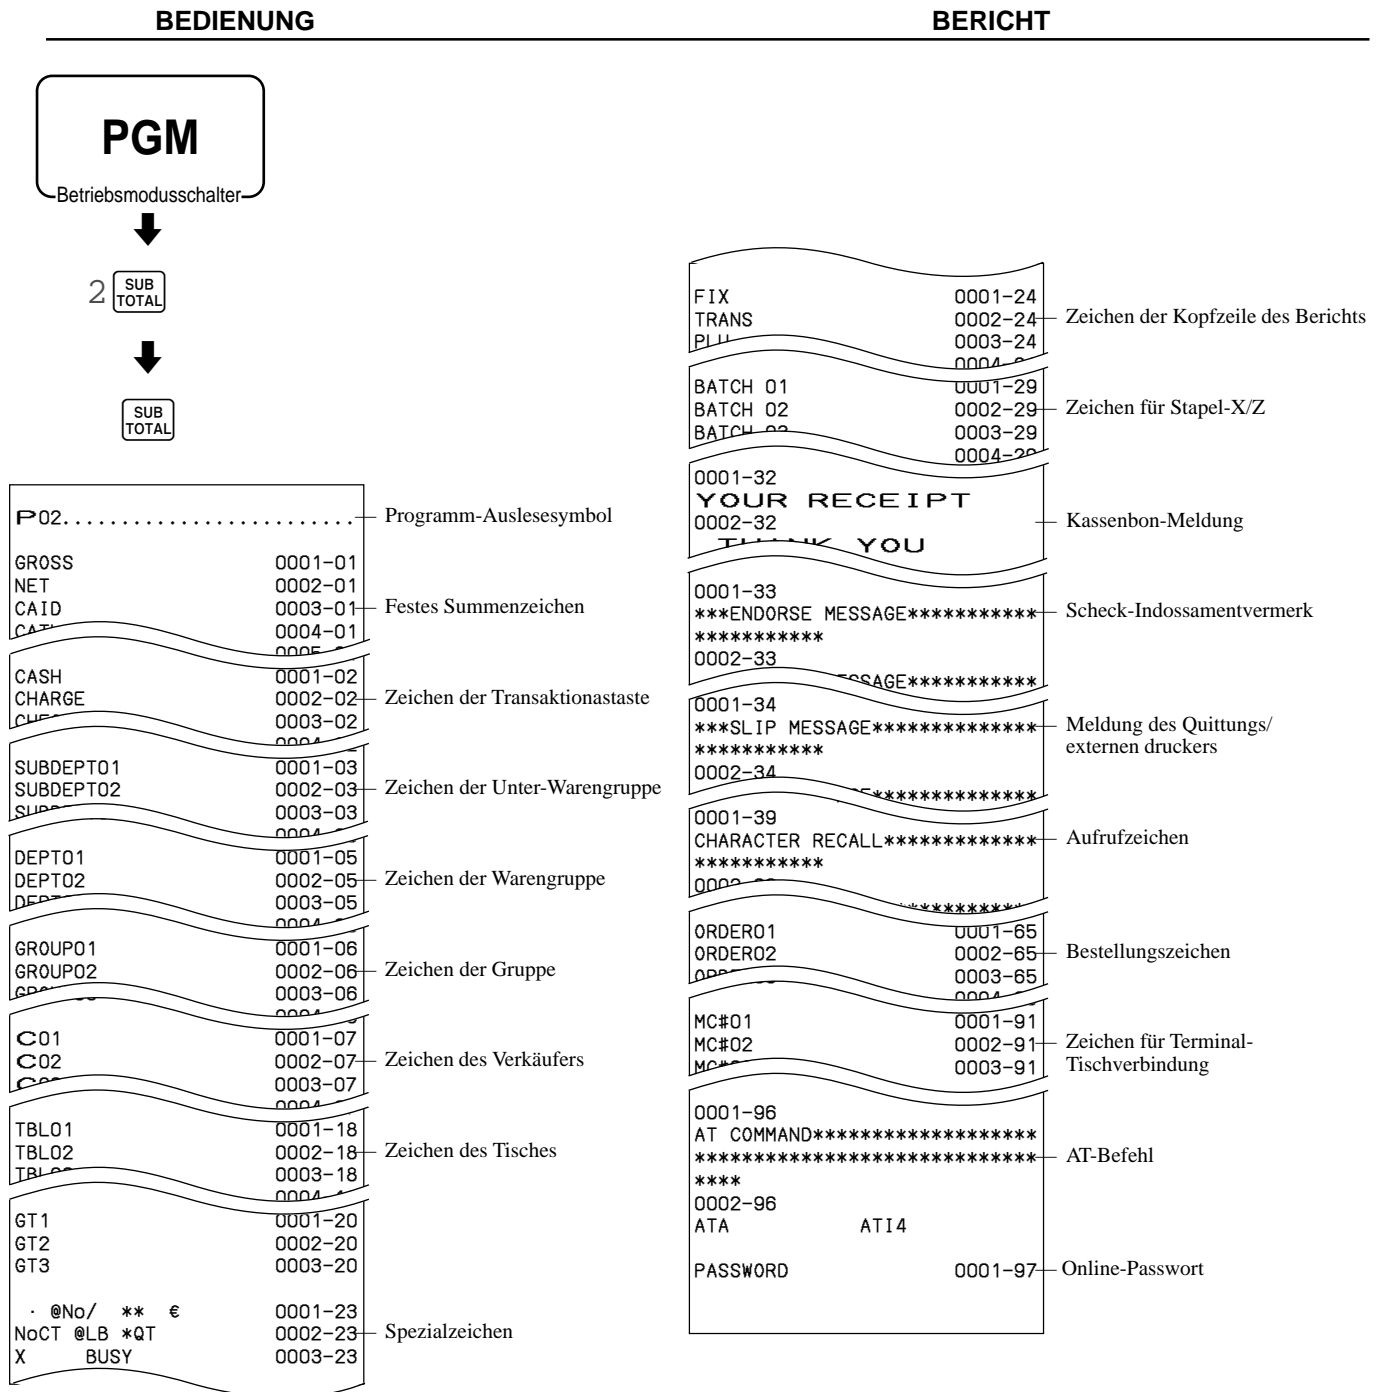 BEDIENUNG
BERICHT
PGM
Betriebsmodusschalter
2 SUB TOTAL
SUB TOTAL
P02......................... Programm-Auslesesymbol
GROSS 0001-01
NET 0002-01
CAID 0003-01 Festes Summenzeichen
0004-01
CASH 0001-02
CHARGE 0002-02 Zeichen der Transaktionastaste
0003-02
SUBDEPT01 0001-03
SUBDEPT02 0002-03 Zeichen der Unter-Warengruppe
0003-03
DEPT01 0001-05
DEPT02 0002-05 Zeichen der Warengruppe
0003-05
GROUP01 0001-06
GROUP02 0002-06 Zeichen der Gruppe
0003-06
C01 0001-07
C02 0002-07 Zeichen des Verkäufers
0003-07
TBL01 0001-18
TBL02 0002-18 Zeichen des Tisches
0003-18
GT1 0001-20
GT2 0002-20
GT3 0003-20
· @No/ ** € 0001-23
NoCT @LB *QT 0002-23 Spezialzeichen
X BUSY 0003-23
FIX 0001-24
TRANS 0002-24 Zeichen der Kopfzeile des Berichts
PLU 0003-24
BATCH 01 0001-29
BATCH 02 0002-29 Zeichen für Stapel-X/Z
BATCH 0003-29
0004-29
0001-32
YOUR RECEIPT
0002-32 Kassenbon-Meldung
THANK YOU
0001-33
***ENDORSE MESSAGE*********** Scheck-Indossamentvermerk
***********
0002-33
SSAGE***********
0001-34
***SLIP MESSAGE************** Meldung des Quittungs/
*********** externen druckers
0002-34
0001-39
CHARACTER RECALL************* Aufrufzeichen
***********
ORDER01 0001-65
ORDER02 0002-65 Bestellungszeichen
0003-65
MC#01 0001-91
MC#02 0002-91 Zeichen für Terminal-
0003-91 Tischverbindung
0001-96
AT COMMAND*******************
***************************** AT-Befehl
****
0002-96
ATA ATI4
PASSWORD 0001-97 Online-Passwort